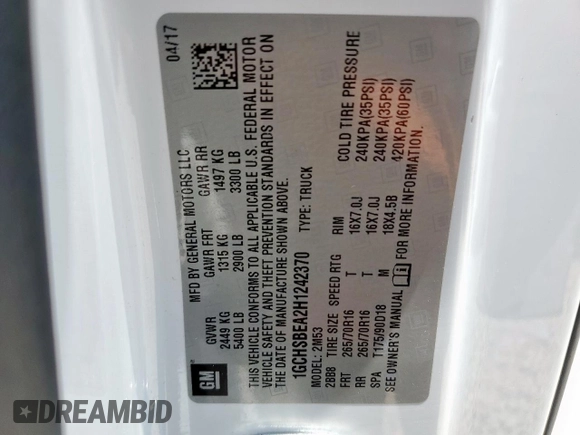 MFD BY GENERAL MOTORS LLC 04/17
GVWR GAWR FRT GAWR RR
2449 KG 1315 KG 1497 KG
5400 LB 2900 LB 3300 LB
THIS VEHICLE CONFORMS TO ALL APPLICABLE U.S. FEDERAL MOTOR
VEHICLE SAFETY AND THEFT PREVENTION STANDARDS IN EFFECT ON
THE DATE OF MANUFACTURE SHOWN ABOVE.
1GCHSBEA2H1242370 TYPE: TRUCK
MODEL: 2M53
28B8 TIRE SIZE SPEED RTG RIM COLD TIRE PRESSURE
FRT 265/70R16 T 16X7.0J 240KPA(35PSI)
RR 265/70R16 T 16X7.0J 240KPA(35PSI)
SPA T175/90D18 M 18X4.5B 420KPA(60PSI)
SEE OWNER'S MANUAL FOR MORE INFORMATION.
GM
DREAMBID